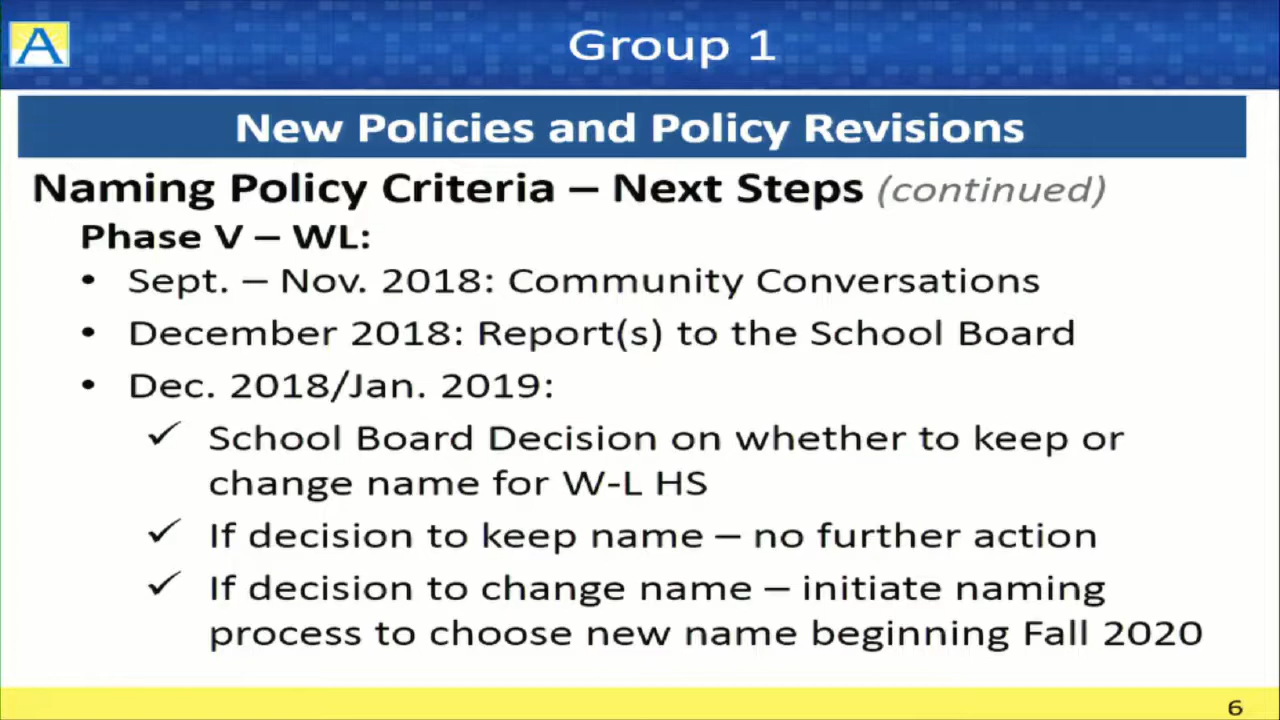 A
Group 1
New Policies and Policy Revisions
Naming Policy Criteria – Next Steps (continued)
Phase V – WL:
• Sept. – Nov. 2018: Community Conversations
• December 2018: Report(s) to the School Board
• Dec. 2018/Jan. 2019:
✓ School Board Decision on whether to keep or
change name for W-L HS
✓ If decision to keep name – no further action
✓ If decision to change name – initiate naming
process to choose new name beginning Fall 2020
6